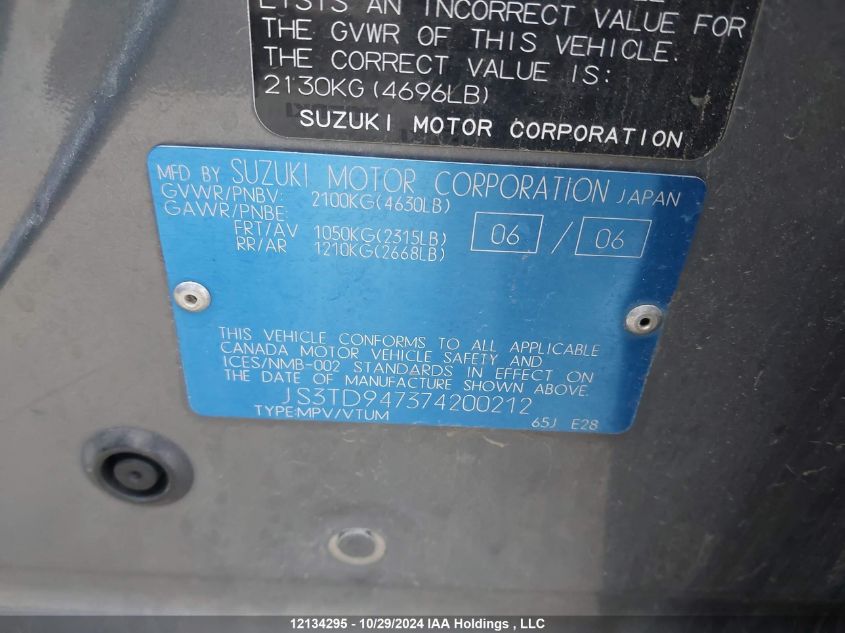 LISTS AN INCORRECT VALUE FOR
THE GVWR OF THIS VEHICLE.
THE CORRECT VALUE IS:
2130KG(4696LB)
SUZUKI MOTOR CORPORATION
MFD BY SUZUKI MOTOR CORPORATION JAPAN
GVWR/PNBV: 2100KG(4630LB)
GAWR/PNBE:
FRT/AV 1050KG(2315LB) 06 / 06
RR/AR 1210KG(2668LB)
THIS VEHICLE CONFORMS TO ALL APPLICABLE
CANADA MOTOR VEHICLE SAFETY AND
ICES/NMB-002 STANDARDS IN EFFECT ON
THE DATE OF MANUFACTURE SHOWN ABOVE.
JS3TD947374200212
TYPE:MPV/VTUM 65J E28
12134295 - 10/29/2024 IAA Holdings , LLC